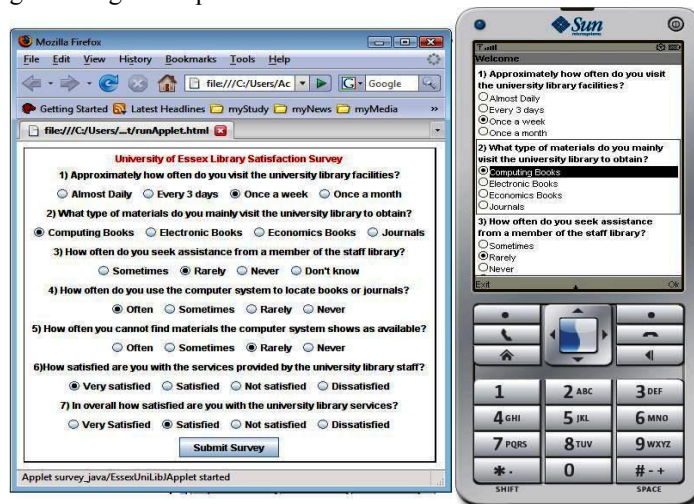 Mozilla Firefox
File Edit View History Bookmarks Tools Help
file:///C:/Users/Ac
Google
Getting Started Latest Headlines myStudy myNews myMedia »
file:///C:/Users/...t/runApplet.html
University of Essex Library Satisfaction Survey
1) Approximately how often do you visit the university library facilities?
Almost Daily Every 3 days Once a week Once a month
2) What type of materials do you mainly visit the university library to obtain?
Computing Books Electronic Books Economics Books Journals
3) How often do you seek assistance from a member of the staff library?
Sometimes Rarely Never Don't know
4) How often do you use the computer system to locate books or journals?
Often Sometimes Rarely Never
5) How often you cannot find materials the computer system shows as available?
Often Sometimes Rarely Never
6)How satisfied are you with the services provided by the university library staff?
Very satisfied Satisfied Not satisfied Dissatisfied
7) In overall how satisfied are you with the university library services?
Very Satisfied Satisfied Not satisfied Dissatisfied
Submit Survey
Applet survey_java/EssexUniLibJApplet started
Sun
microsystems
Welcome
1) Approximately how often do you visit
the university library facilities?
Almost Daily
Every 3 days
Once a week
Once a month
2) What type of materials do you mainly
visit the university library to obtain?
Computing Books
Electronic Books
Economics Books
Journals
3) How often do you seek assistance
from a member of the staff library?
Sometimes
Rarely
Never
Exit Ok
1 2 ABC 3 DEF
4 GHI 5 JKL 6 MNO
7 PQRS 8 TUV 9 WXYZ
* . 0 # - +
SHIFT SPACE